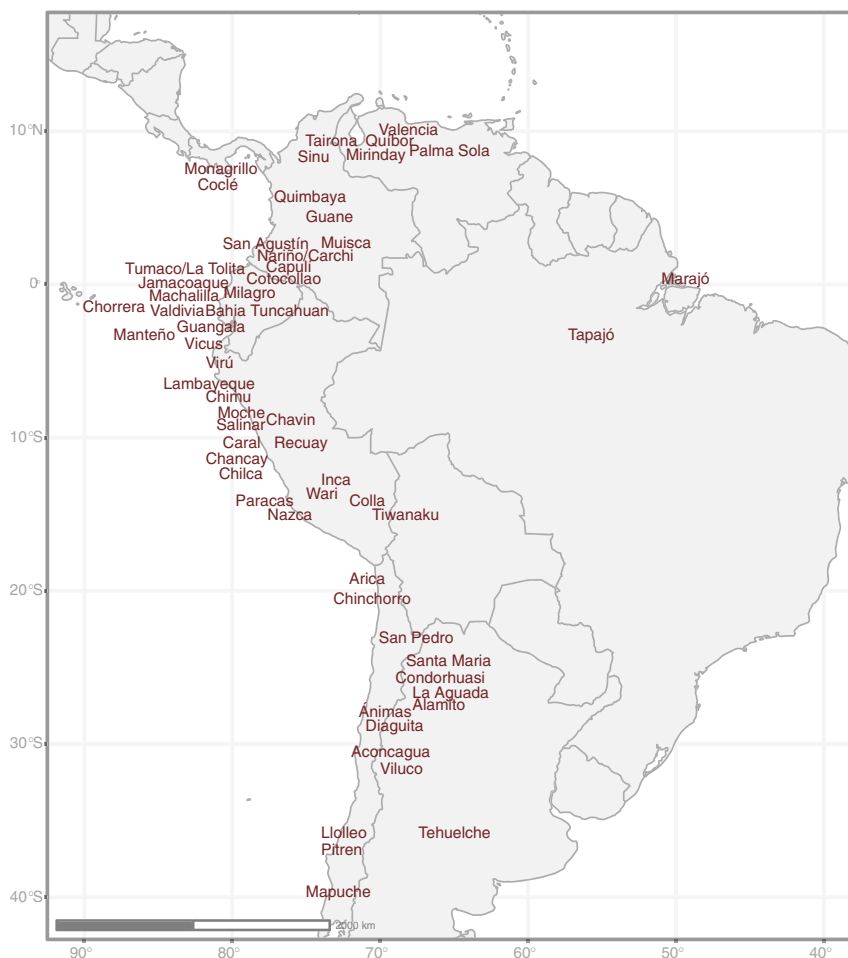 10°N
Valencia
Tairona
Quíbor
Sinu
Mirinday
Palma Sola
Monagrillo
Coclé
Quimbaya
Guane
San Agustín
Muisca
Nariño/Carchi
Tumaco/La Tolita
Capulí
Jamacoaque
Cotocollao
Marajó
0°
Machalilla
Milagro
Chorrera
Valdivia
Bahia
Tuncahuan
Guangala
Manteño
Tapajó
Vicus
Virú
Lambayeque
Chimu
Moche
Chavin
Salinar
10°S
Caral
Recuay
Chancay
Chilca
Inca
Wari
Paracas
Colla
Nazca
Tiwanaku
Arica
20°S
Chinchorro
San Pedro
Santa Maria
Condorhuasi
La Aguada
Alamito
Ánimas
Diaguita
30°S
Aconcagua
Viluco
Llolleo
Tehuelche
Pitren
Mapuche
40°S
2000 km
90°
80°
70°
60°
50°
40°